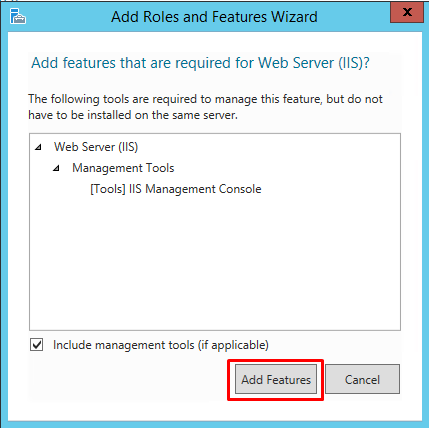 Add Roles and Features Wizard
x
Add features that are required for Web Server (IIS)?
The following tools are required to manage this feature, but do not
have to be installed on the same server.
Web Server (IIS)
Management Tools
[Tools] IIS Management Console
Include management tools (if applicable)
Add Features
Cancel